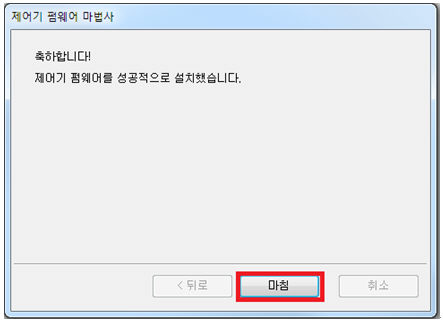 제어기 펌웨어 마법사
축하합니다!
제어기 펌웨어를 성공적으로 설치했습니다.
< 뒤로
마침
취소